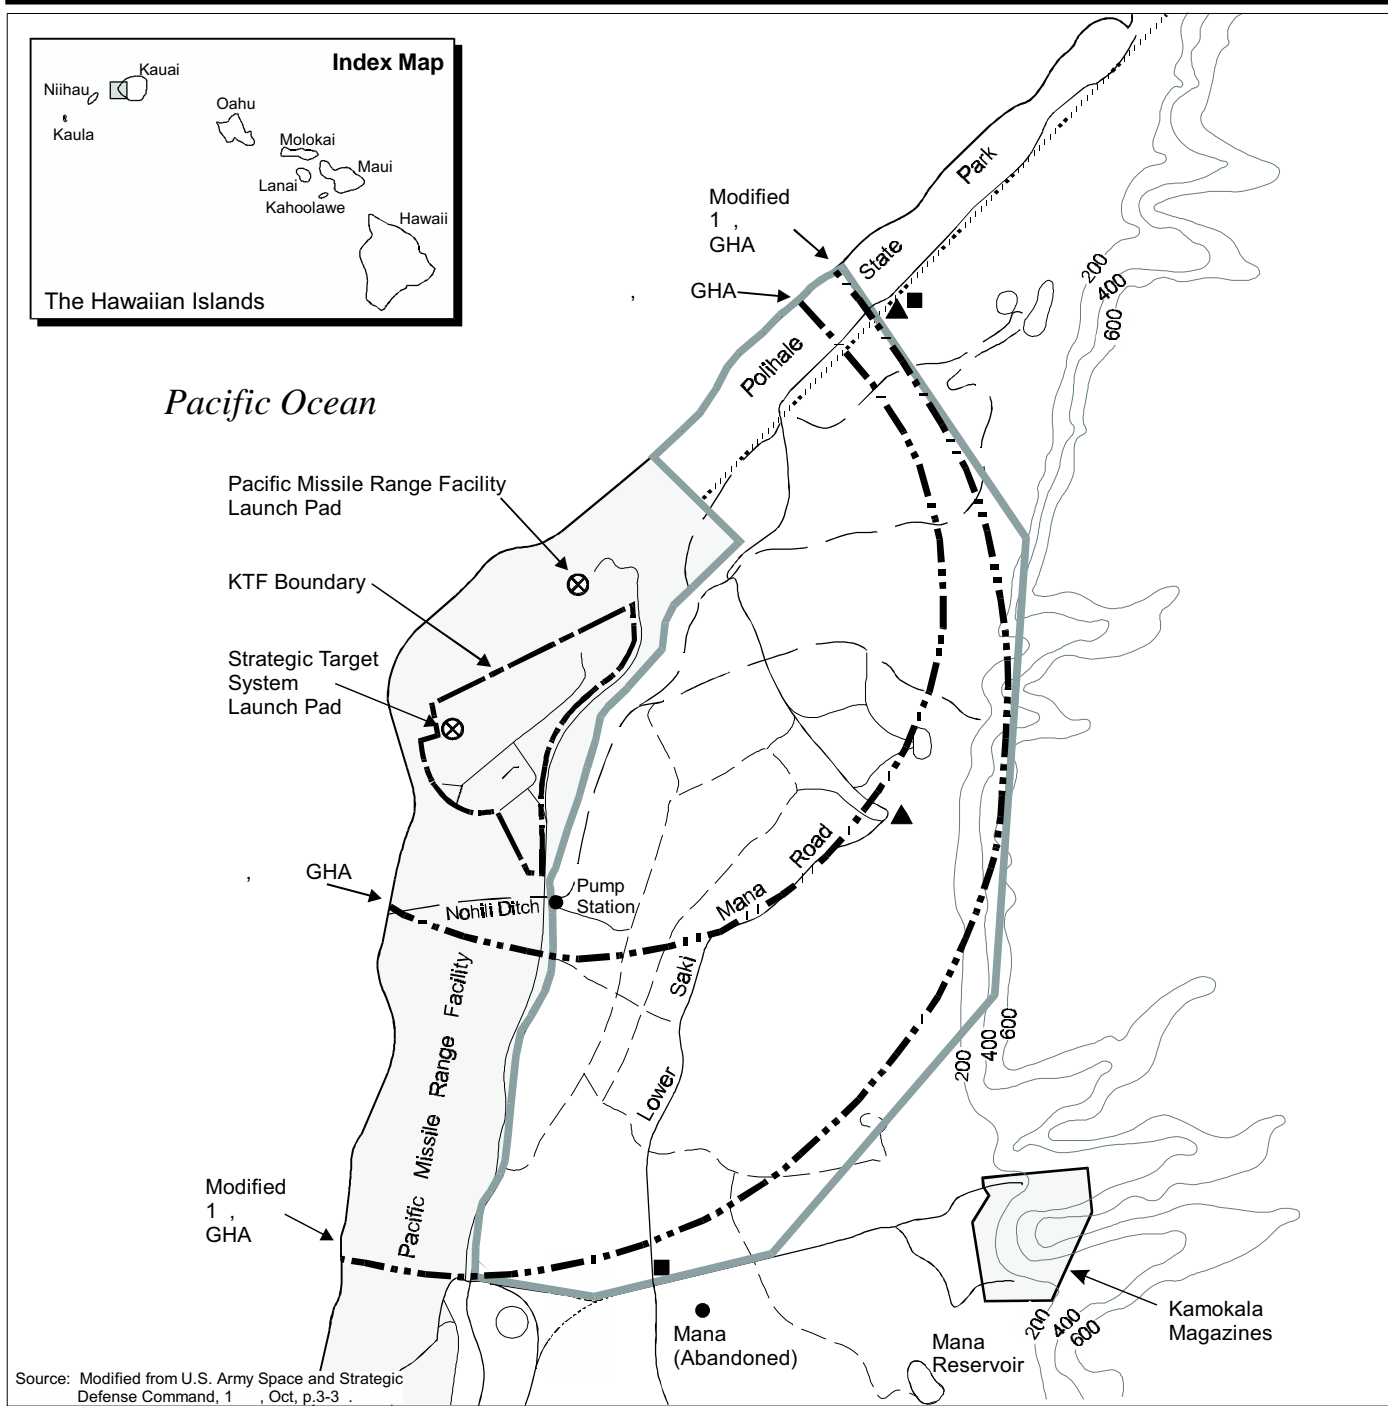 Index Map
Kauai
Niihau
Kaula
Oahu
Molokai
Maui
Lanai
Kahoolawe
Hawaii
The Hawaiian Islands
Pacific Ocean
Modified
1 ,
GHA
, GHA
Polihale State Park
200
400
600
Pacific Missile Range Facility
Launch Pad
KTF Boundary
Strategic Target
System
Launch Pad
, GHA
Nohili Ditch
Pump
Station
Lower Saki Mana Road
Pacific Missile Range Facility
200
400
600
Modified
1 ,
GHA
Mana
(Abandoned)
Mana
Reservoir
200
400
600
Kamokala
Magazines
Source: Modified from U.S. Army Space and Strategic
Defense Command, 1 , Oct, p.3-3 .